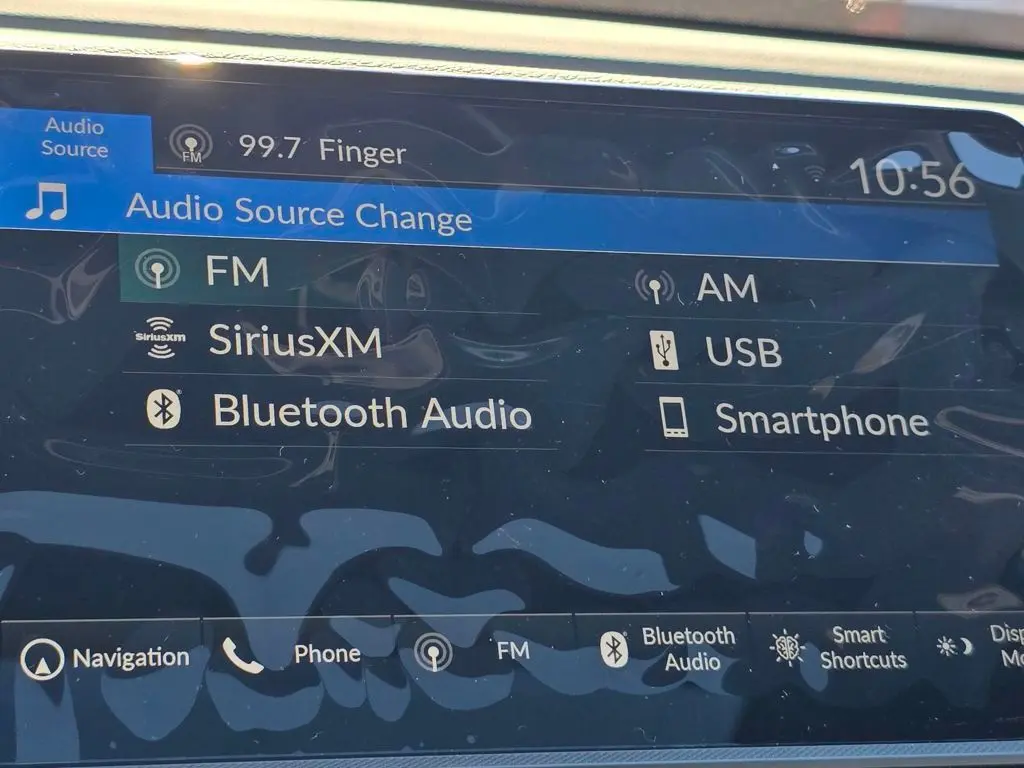 Audio
Source
FM
99.7 Finger
10:56
Audio Source Change
FM
AM
SiriusXM
SiriusXM
USB
Bluetooth Audio
Smartphone
Navigation
Phone
FM
Bluetooth
Audio
Smart
Shortcuts